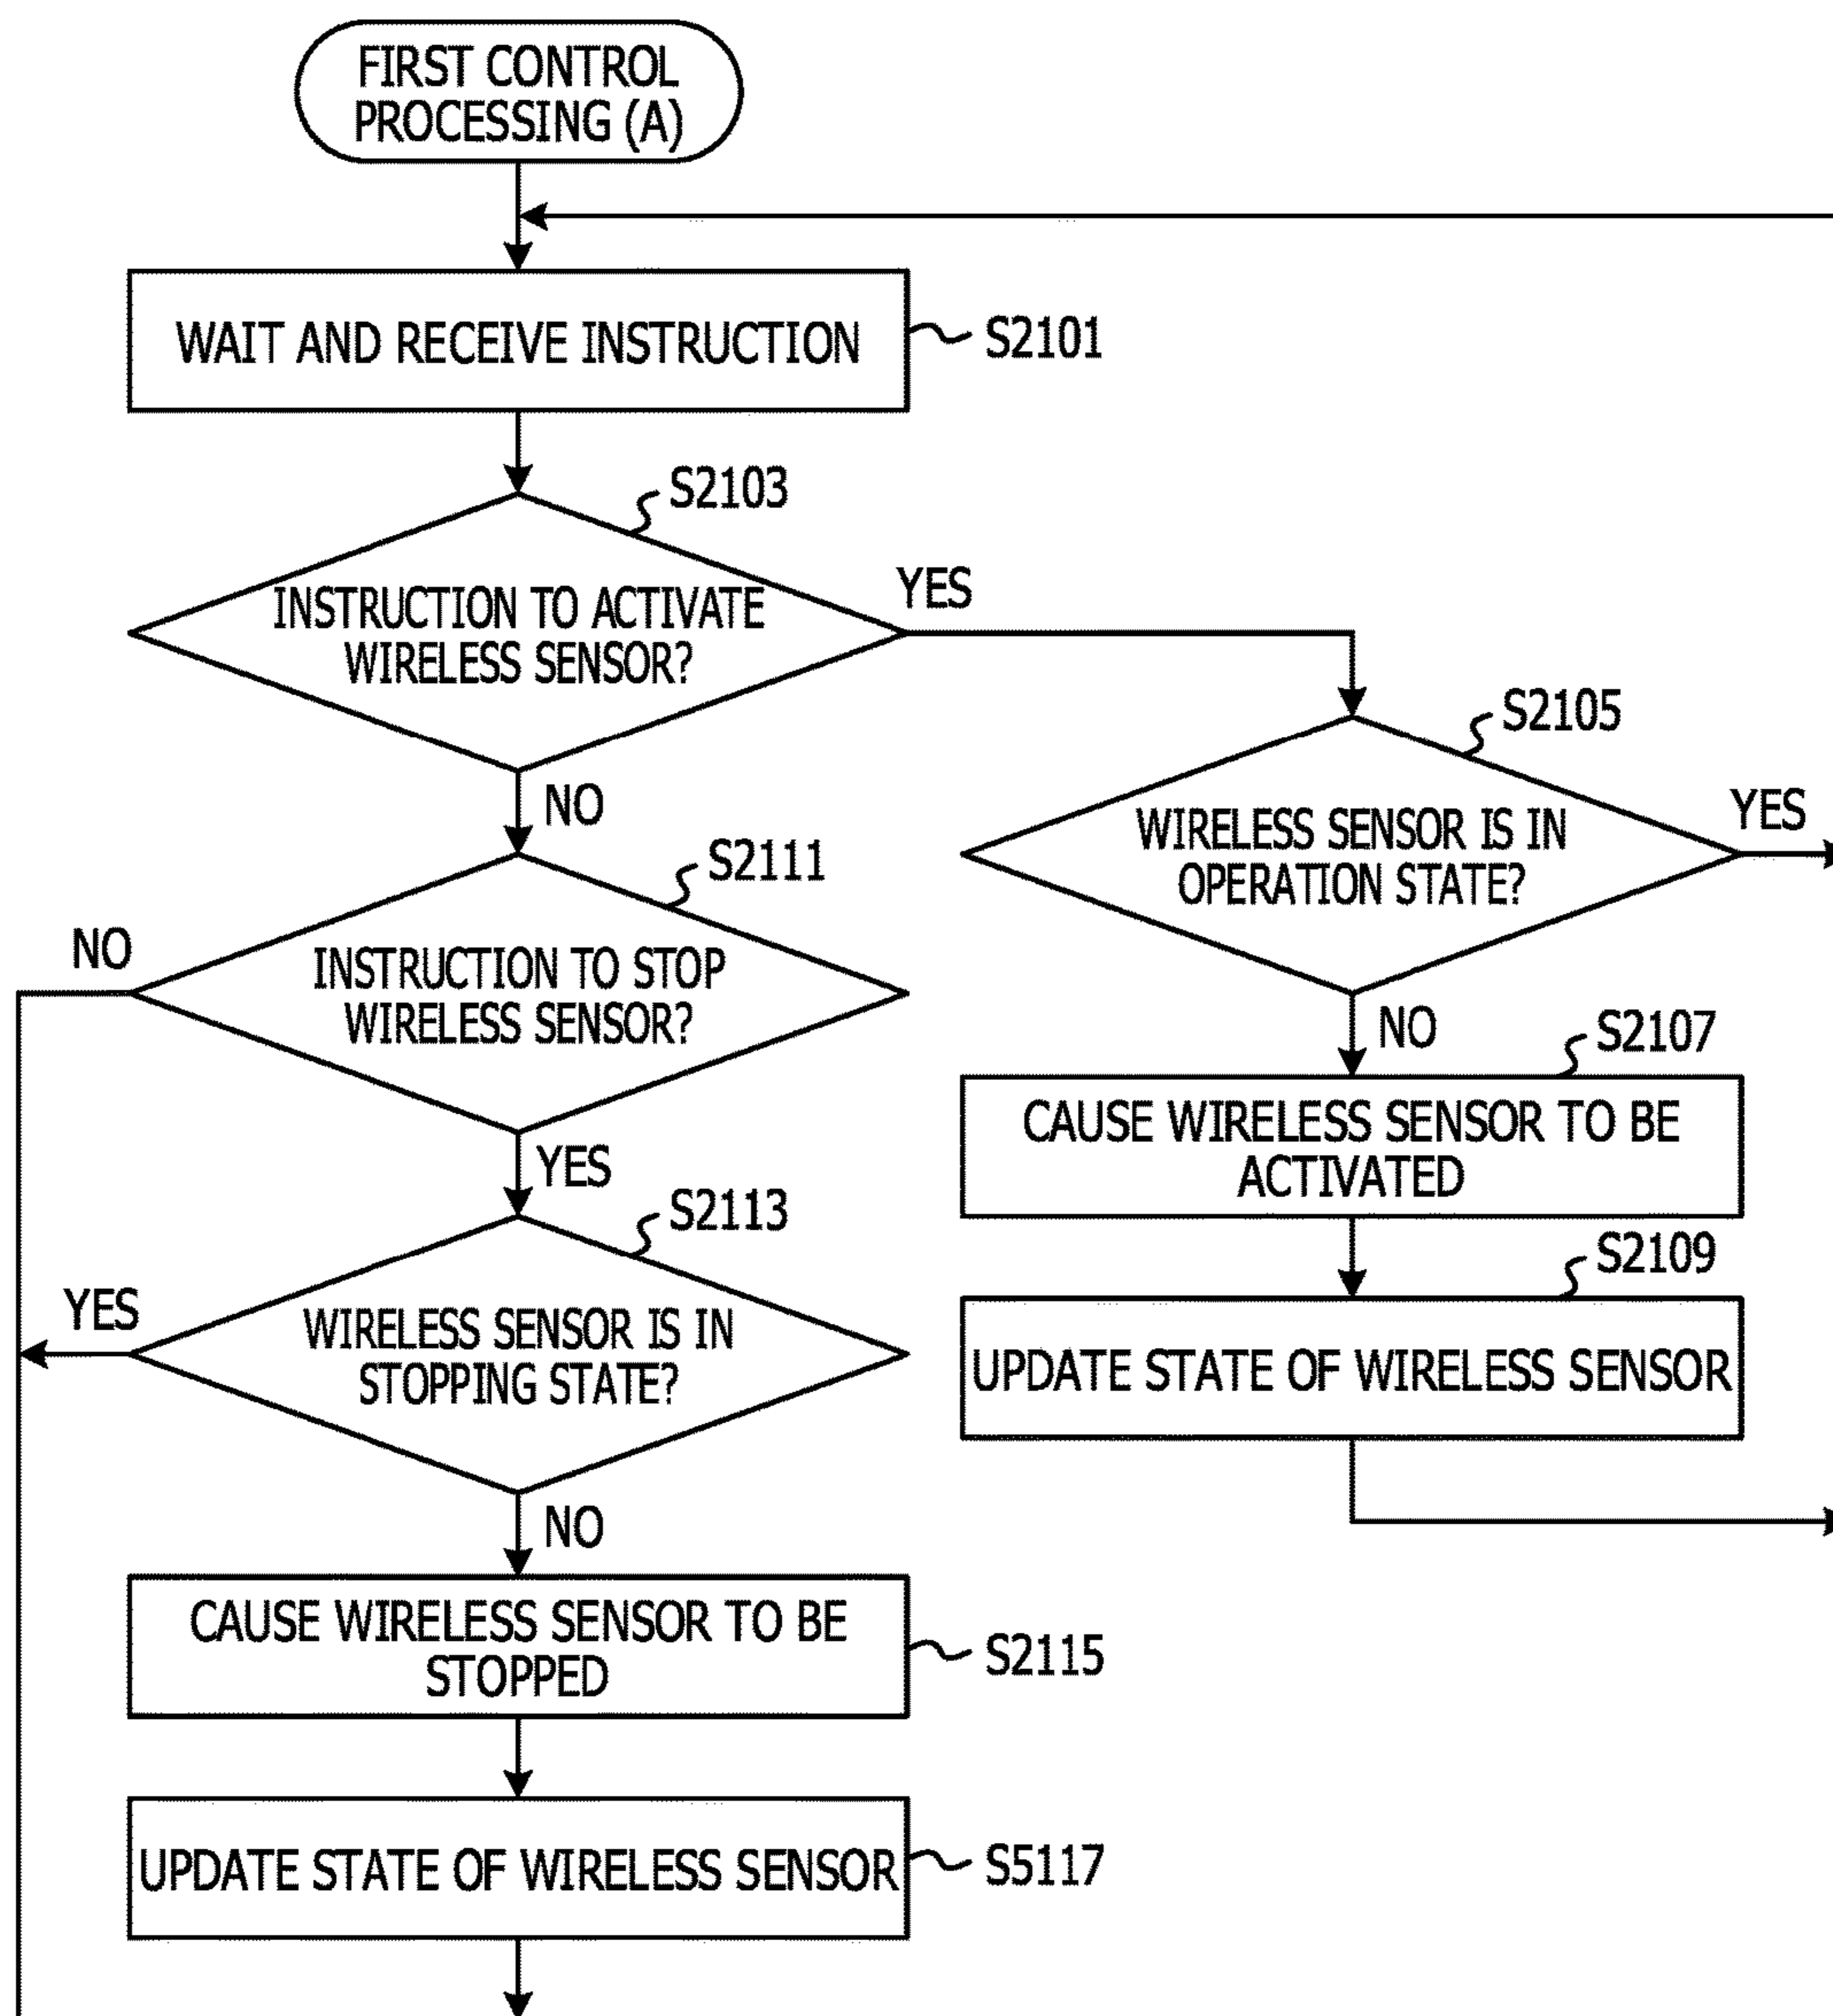 FIRST CONTROL
PROCESSING (A)
WAIT AND RECEIVE INSTRUCTION
S2101
S2103
INSTRUCTION TO ACTIVATE
WIRELESS SENSOR?
YES
NO
S2105
WIRELESS SENSOR IS IN
OPERATION STATE?
YES
NO
S2107
CAUSE WIRELESS SENSOR TO BE
ACTIVATED
S2109
UPDATE STATE OF WIRELESS SENSOR
S2111
INSTRUCTION TO STOP
WIRELESS SENSOR?
NO
YES
S2113
WIRELESS SENSOR IS IN
STOPPING STATE?
YES
NO
CAUSE WIRELESS SENSOR TO BE
STOPPED
S2115
UPDATE STATE OF WIRELESS SENSOR
S5117